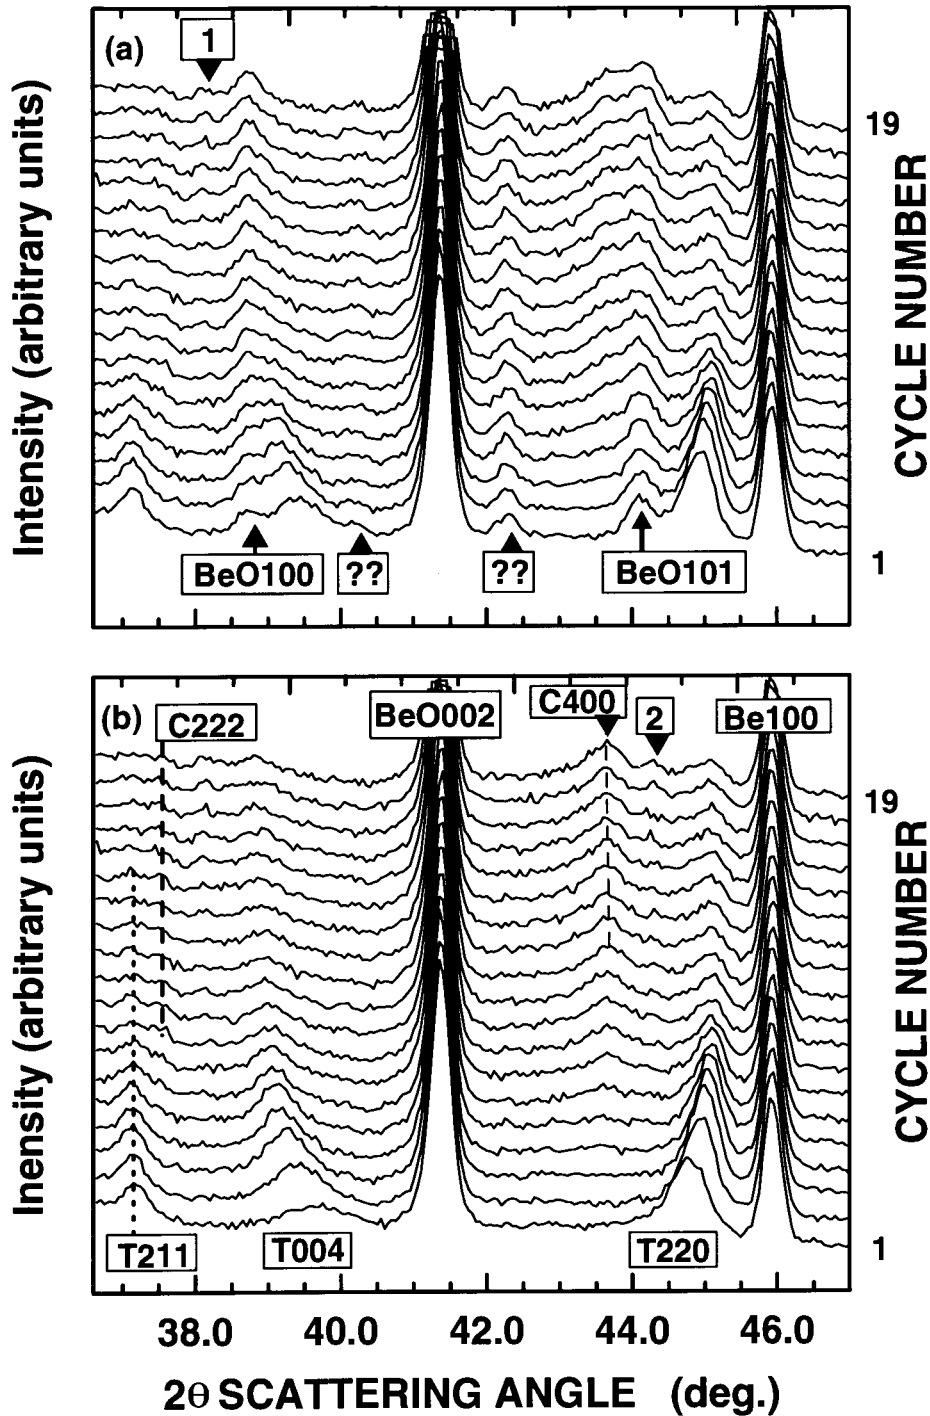 (a)
1
Intensity (arbitrary units)
19
CYCLE NUMBER
1
BeO100
??
??
BeO101
(b)
C222
BeO002
C400
2
Be100
Inensity (arbitrary units)
19
CYCLE NUMBER
1
T211
T004
T220
38.0 40.0 42.0 44.0 46.0
2θ SCATTERING ANGLE (deg.)